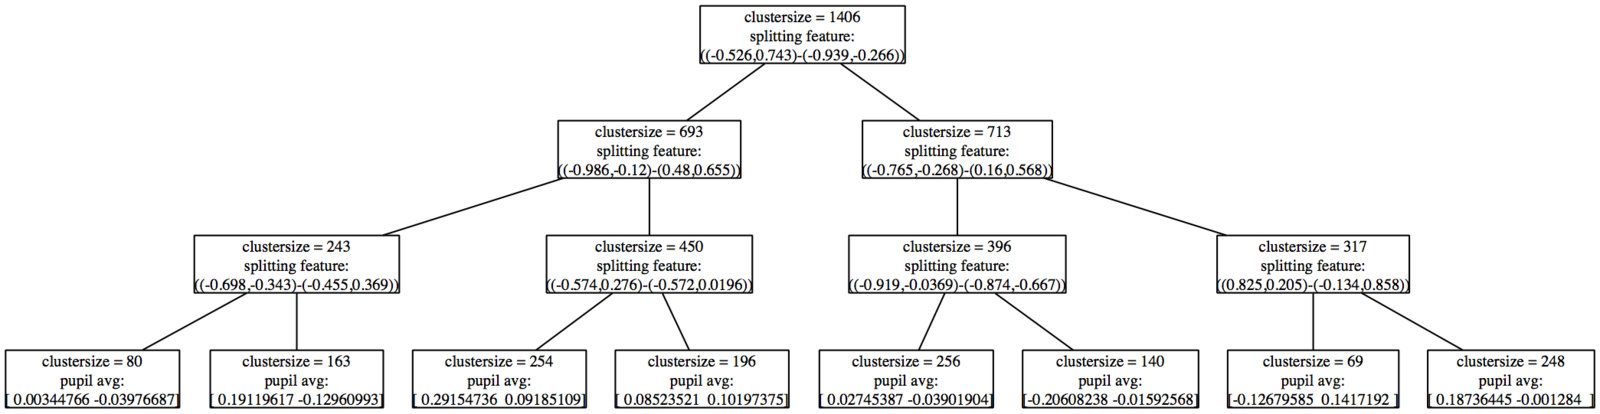 clustersize = 1406
splitting feature:
((-0.526,0.743)-(-0.939,-0.266))
clustersize = 693
splitting feature:
((-0.986,-0.12)-(0.48,0.655))
clustersize = 713
splitting feature:
((-0.765,-0.268)-(0.16,0.568))
clustersize = 243
splitting feature:
((-0.698,-0.343)-(-0.455,0.369))
clustersize = 450
splitting feature:
((-0.574,0.276)-(-0.572,0.0196))
clustersize = 396
splitting feature:
((-0.919,-0.0369)-(-0.874,-0.667))
clustersize = 317
splitting feature:
((0.825,0.205)-(-0.134,0.858))
clustersize = 80
pupil avg:
[ 0.00344766 -0.03976687]
clustersize = 163
pupil avg:
[ 0.19119617 -0.12960993]
clustersize = 254
pupil avg:
[ 0.29154736 0.09185109]
clustersize = 196
pupil avg:
[ 0.08523521 0.10197375]
clustersize = 256
pupil avg:
[ 0.02745387 -0.03901904]
clustersize = 140
pupil avg:
[-0.20608238 -0.01592568]
clustersize = 69
pupil avg:
[-0.12679585 0.1417192 ]
clustersize = 248
pupil avg:
[ 0.18736445 -0.001284 ]